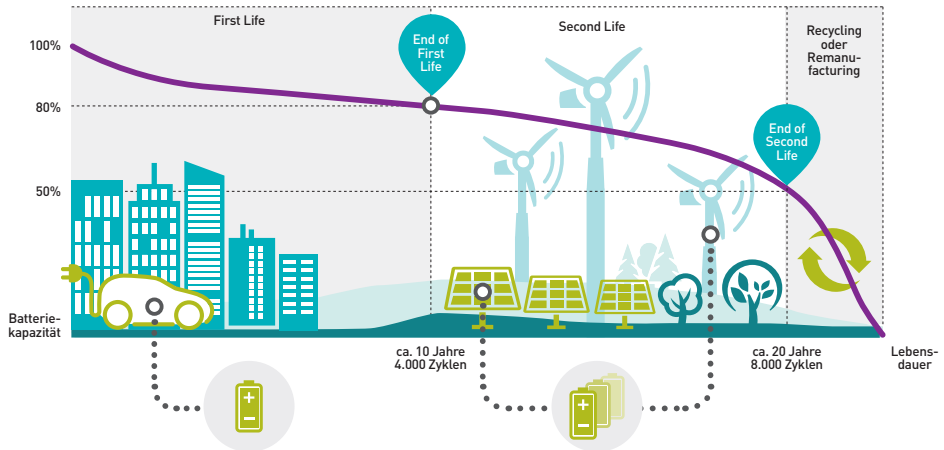 First Life
Second Life
Recycling
oder
Remanu-
facturing
100%
80%
50%
End of
First
Life
End of
Second
Life
Batterie-
kapazität
ca. 10 Jahre
4.000 Zyklen
ca. 20 Jahre
8.000 Zyklen
Lebens-
dauer